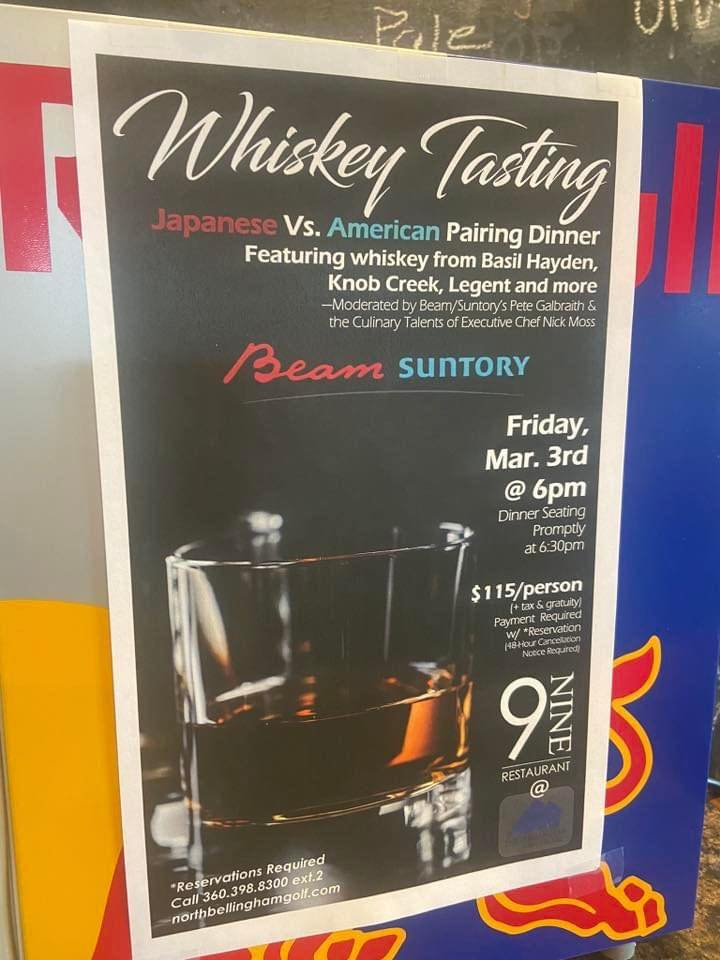 Pale
Whiskey Tasting
Japanese Vs. American Pairing Dinner
Featuring whiskey from Basil Hayden,
Knob Creek, Legent and more
—Moderated by Beam/Suntory's Pete Galbraith &
the Culinary Talents of Executive Chef Nick Moss
Beam SUNTORY
Friday,
Mar. 3rd
@ 6pm
Dinner Seating
Promptly
at 6:30pm
$115/person
(+ tax & gratuity)
Payment Required
w/ *Reservation
(48-Hour Cancellation
Notice Required)
9 NINE
RESTAURANT
@
*Reservations Required
Call 360.398.8300 ext.2
northbellinghamgolf.com